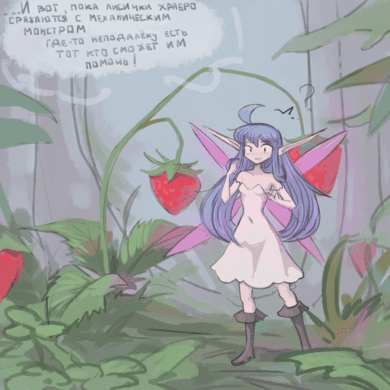 ...И вот, пока лисички храбро
сражаются с механическим
монстром
где-то неподалёку есть
тот кто сможет им
помочь!
?